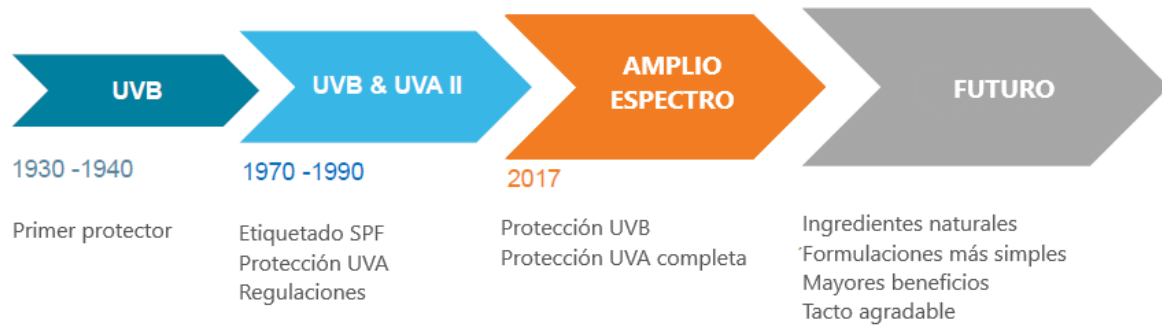 UVB
1930 -1940
Primer protector
UVB & UVA II
1970 -1990
Etiquetado SPF
Protección UVA
Regulaciones
AMPLIO
ESPECTRO
2017
Protección UVB
Protección UVA completa
FUTURO
Ingredientes naturales
Formulaciones más simples
Mayores beneficios
Tacto agradable